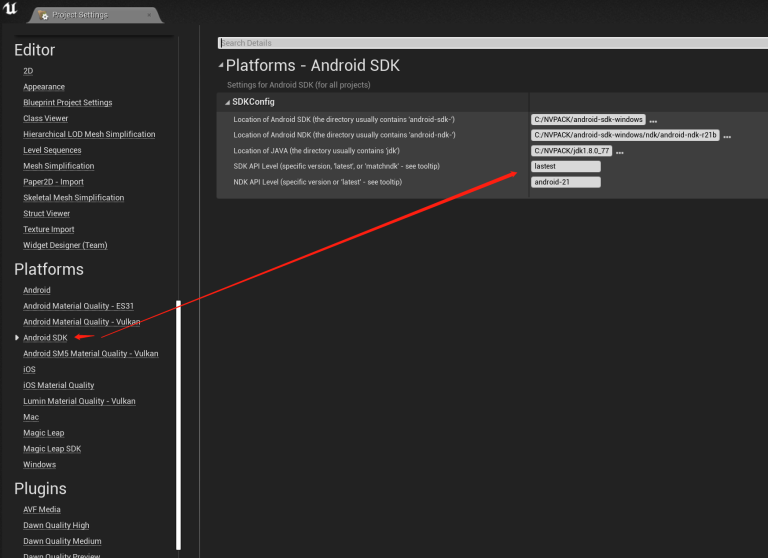 Project Settings
Editor
2D
Appearance
Blueprint Project Settings
Class Viewer
Hierarchical LOD Mesh Simplification
Level Sequences
Mesh Simplification
Paper2D - Import
Skeletal Mesh Simplification
Struct Viewer
Texture Import
Widget Designer (Team)
Platforms
Android
Android Material Quality - ES31
Android Material Quality - Vulkan
Android SDK
Android SM5 Material Quality - Vulkan
iOS
iOS Material Quality
Lumin Material Quality - Vulkan
Mac
Magic Leap
Magic Leap SDK
Windows
Plugins
AVF Media
Dawn Quality High
Dawn Quality Medium
Dawn Quality Preview
Search Details
Platforms - Android SDK
Settings for Android SDK (for all projects)
SDKConfig
Location of Android SDK (the directory usually contains 'android-sdk-') C:/NVPACK/android-sdk-windows ...
Location of Android NDK (the directory usually contains 'android-ndk-') C:/NVPACK/android-sdk-windows/ndk/android-ndk-r21b ...
Location of JAVA (the directory usually contains 'jdk') C:/NVPACK/jdk1.8.0_77 ...
SDK API Level (specific version, 'latest', or 'matchndk' - see tooltip) lastest
NDK API Level (specific version or 'latest' - see tooltip) android-21